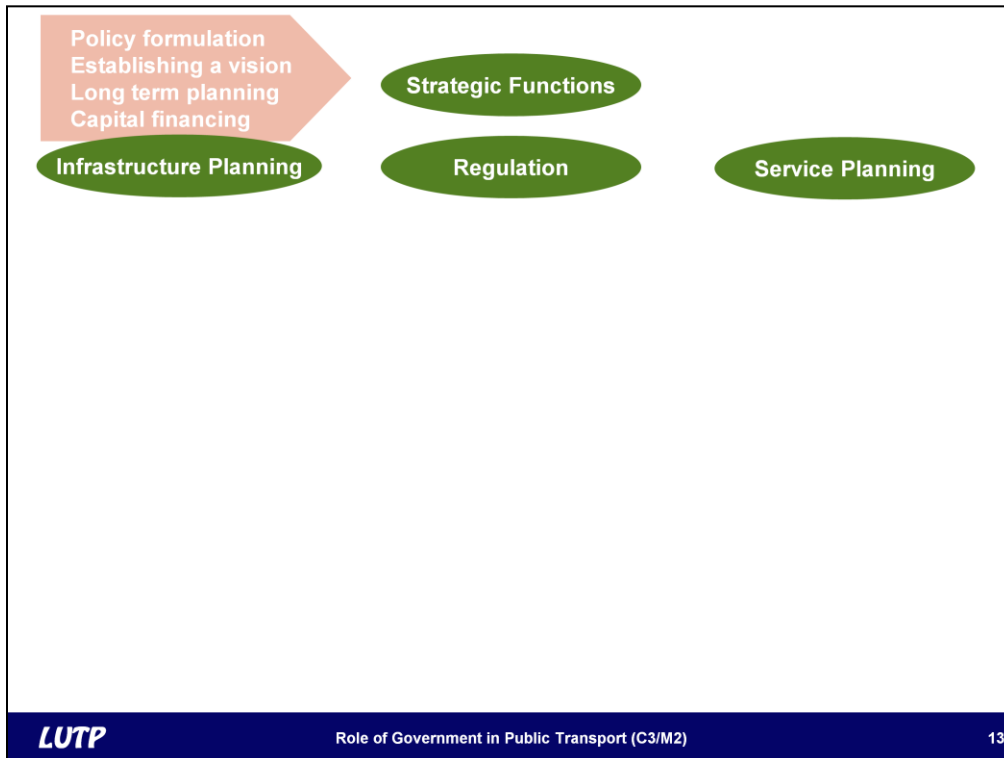 Policy formulation
Establishing a vision
Long term planning
Capital financing
Strategic Functions
Infrastructure Planning
Regulation
Service Planning
LUTP
Role of Government in Public Transport (C3/M2)
13